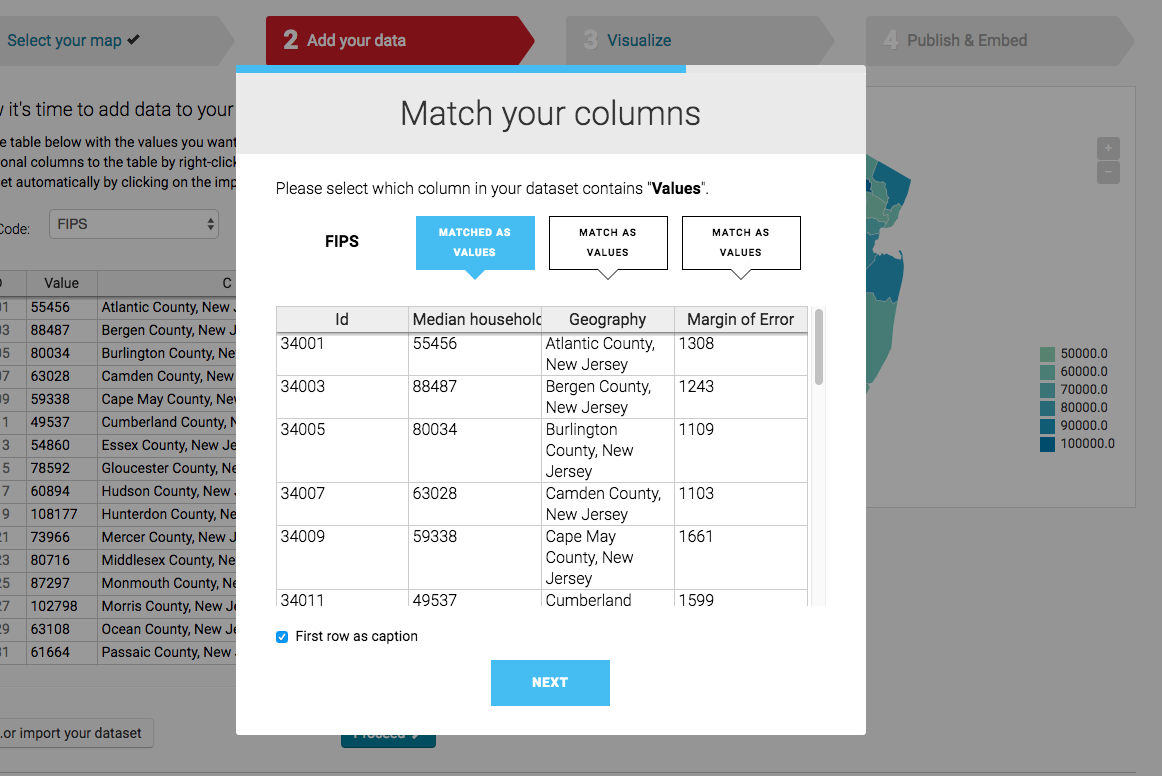 Select your map ✔
2 Add your data
3 Visualize
4 Publish & Embed
it's time to add data to your
Match your columns
e table below with the values you want
onal columns to the table by right-click
et automatically by clicking on the imp
Code:
FIPS
Please select which column in your dataset contains "Values".
FIPS
MATCHED AS
VALUES
MATCH AS
VALUES
MATCH AS
VALUES
Id Median household Geography Margin of Error
34001 55456 Atlantic County,
New Jersey 1308
34003 88487 Bergen County,
New Jersey 1243
34005 80034 Burlington
County, New
Jersey 1109
34007 63028 Camden County,
New Jersey 1103
34009 59338 Cape May
County, New
Jersey 1661
34011 49537 Cumberland 1599
First row as caption
NEXT
Value C
1 55456 Atlantic County, New
3 88487 Bergen County, New J
5 80034 Burlington County, Ne
7 63028 Camden County, New
9 59338 Cape May County, Nev
1 49537 Cumberland County, N
3 54860 Essex County, New Je
5 78592 Gloucester County, Ne
7 60894 Hudson County, New
9 108177 Hunterdon County, Ne
21 73966 Mercer County, New J
23 80716 Middlesex County, Ne
25 87297 Monmouth County, Ne
27 102798 Morris County, New Je
29 63108 Ocean County, New Je
31 61664 Passaic County, New
..or import your dataset
Proceed
+
−
50000.0
60000.0
70000.0
80000.0
90000.0
100000.0